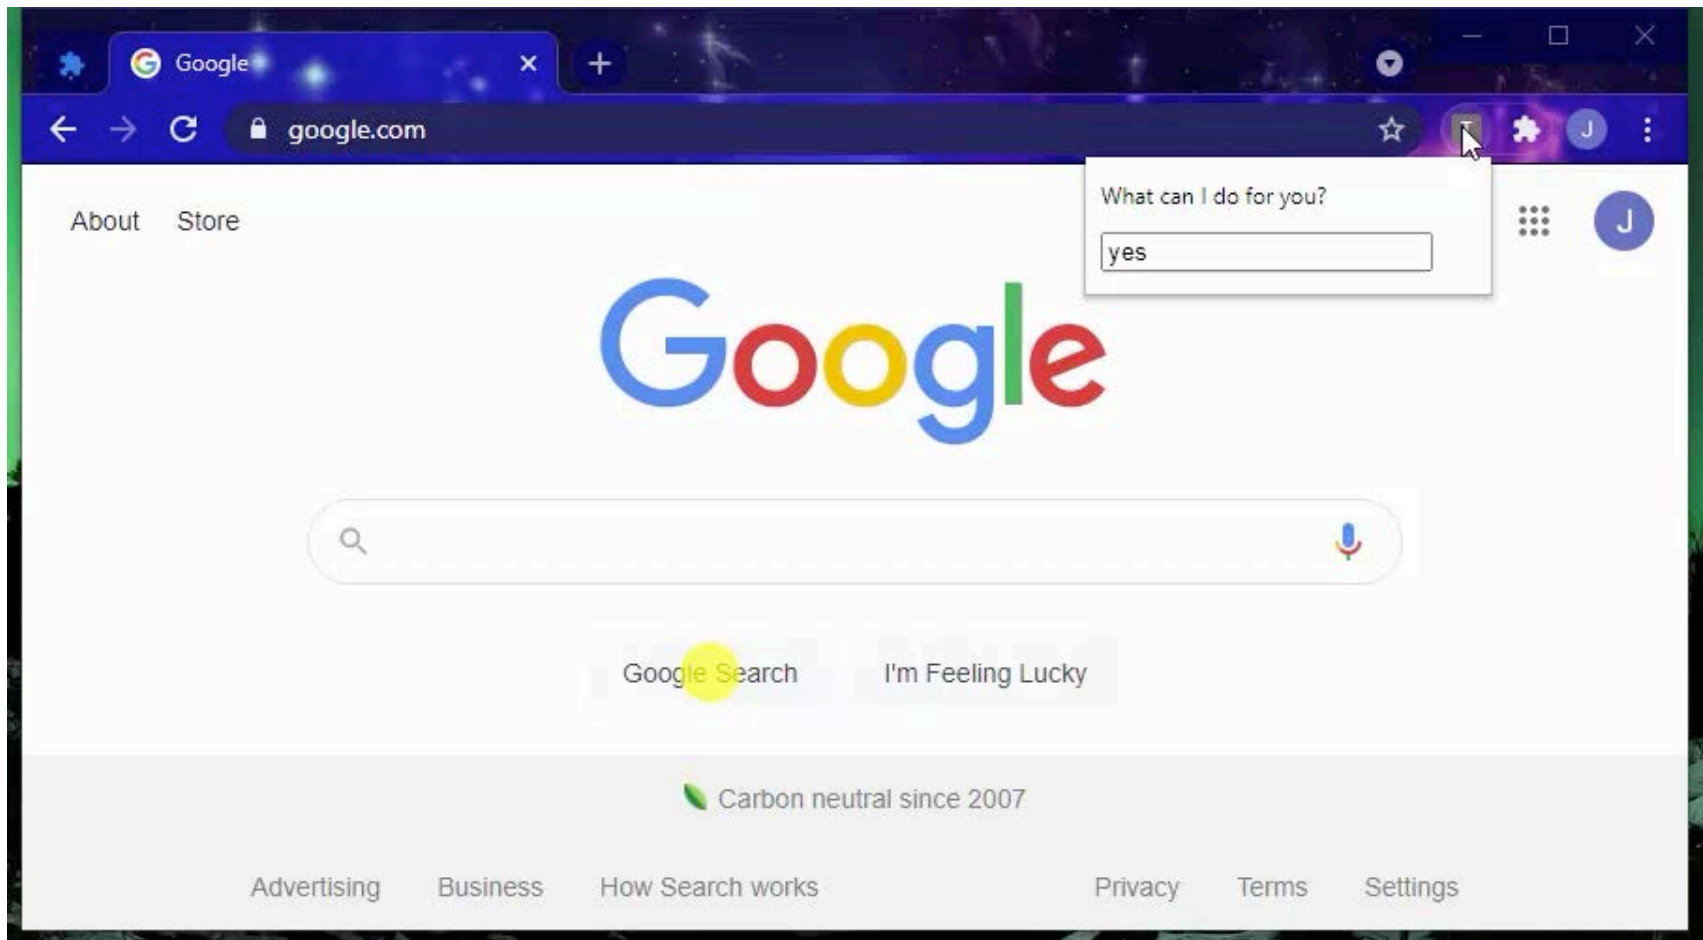 Google
google.com
T
J
What can I do for you?
yes
About Store
J
Google
Google Search I'm Feeling Lucky
Carbon neutral since 2007
Advertising Business How Search works Privacy Terms Settings